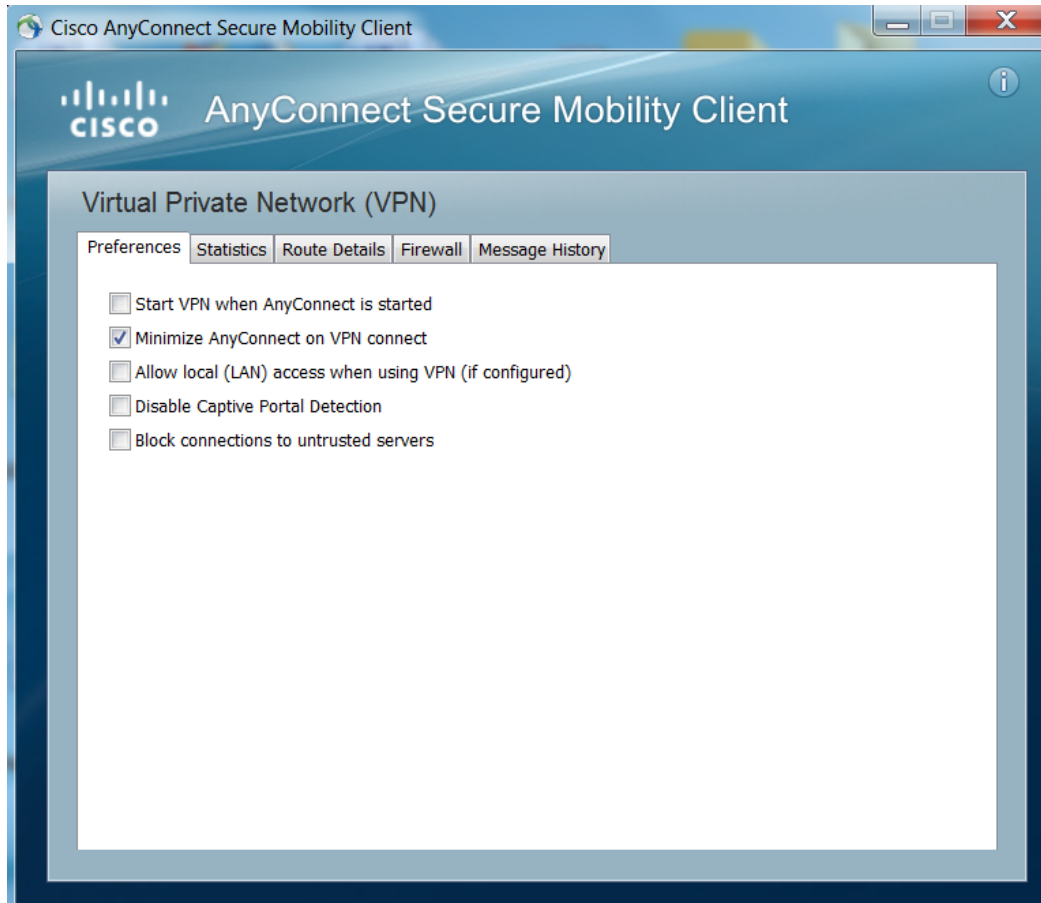 Cisco AnyConnect Secure Mobility Client
CISCO AnyConnect Secure Mobility Client
Virtual Private Network (VPN)
Preferences Statistics Route Details Firewall Message History
Start VPN when AnyConnect is started
Minimize AnyConnect on VPN connect
Allow local (LAN) access when using VPN (if configured)
Disable Captive Portal Detection
Block connections to untrusted servers